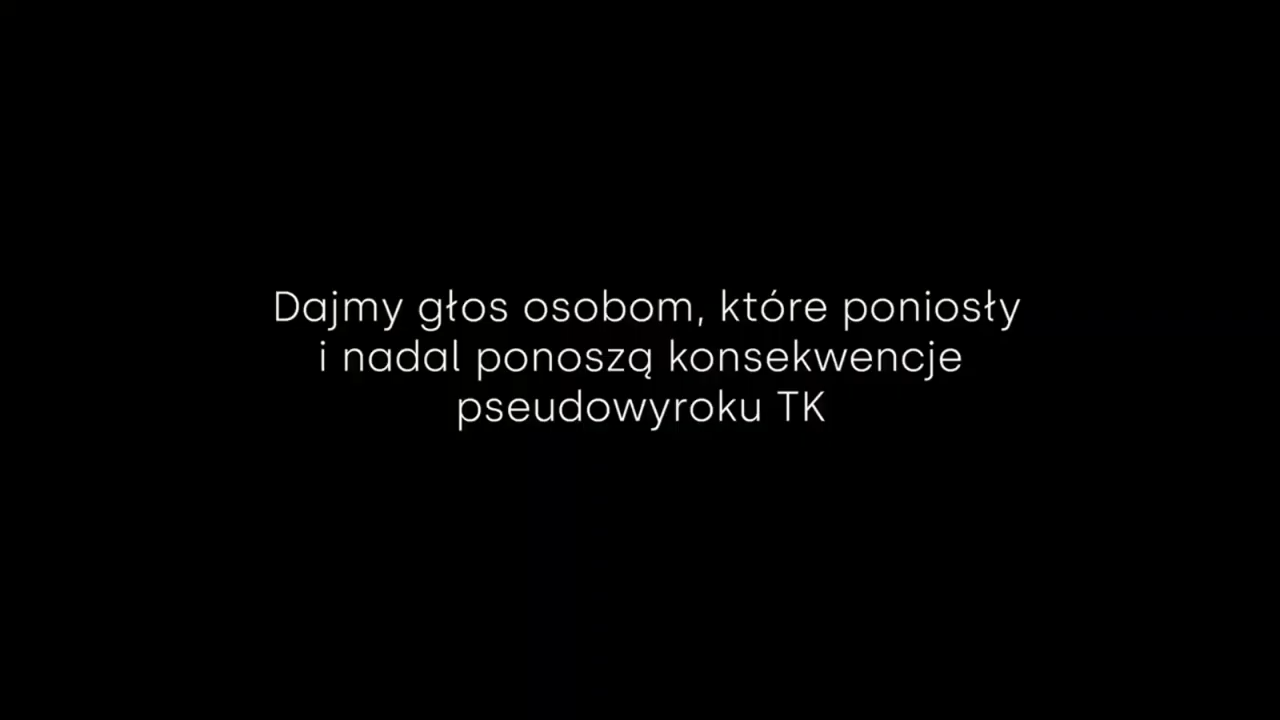 Dajmy głos osobom, które poniosły
i nadal ponoszą konsekwencje
pseudowyroku TK